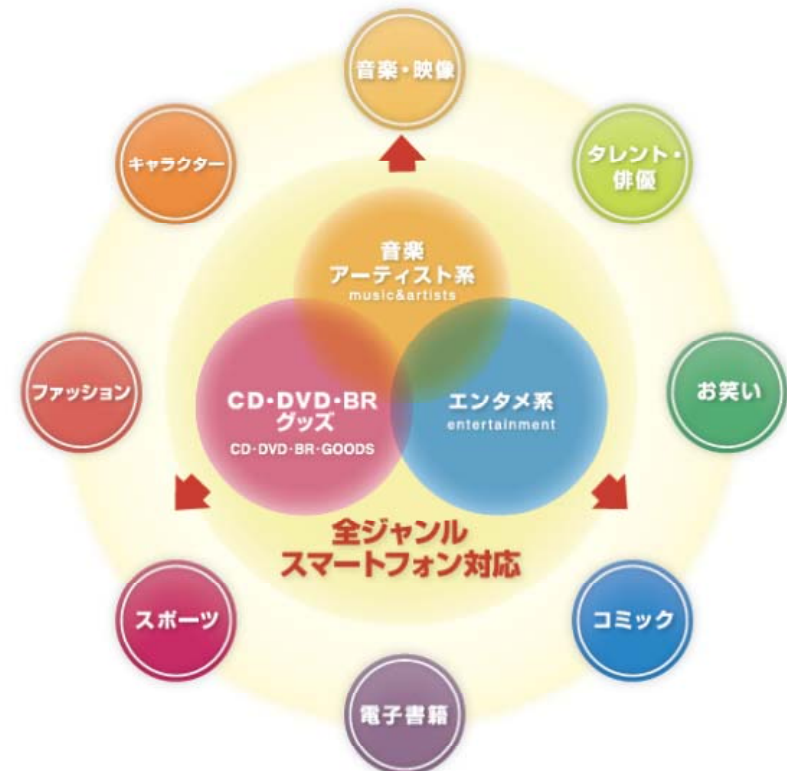 音楽・映像
キャラクター
タレント・
俳優
音楽
アーティスト系
music&artists
ファッション
CD・DVD・BR
グッズ
CD・DVD・BR・GOODS
エンタメ系
entertainment
お笑い
全ジャンル
スマートフォン対応
スポーツ
コミック
電子書籍